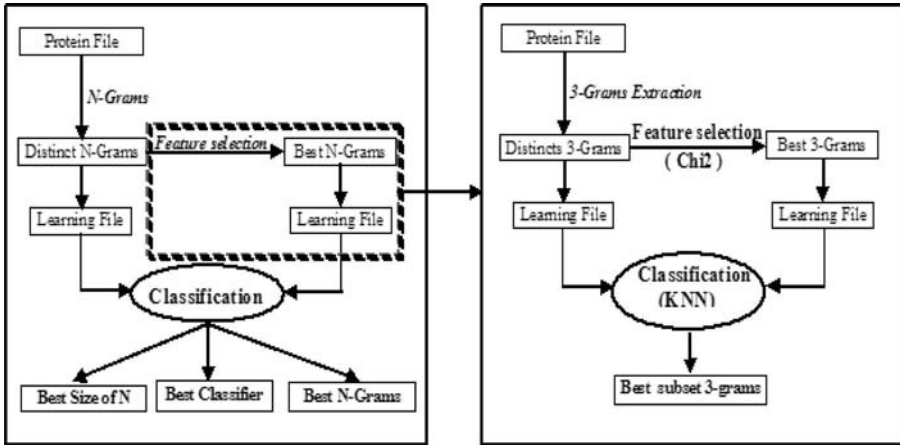 Protein File
N-Grams
Distinct N-Grams
Feature selection
Best N-Grams
Learning File
Learning File
Classification
Best Size of N
Best Classifier
Best N-Grams
Protein File
3-Grams Extraction
Distincts 3-Grams
Feature selection
( Chi2 )
Best 3-Grams
Learning File
Learning File
Classification
(KNN)
Best subset 3-grams